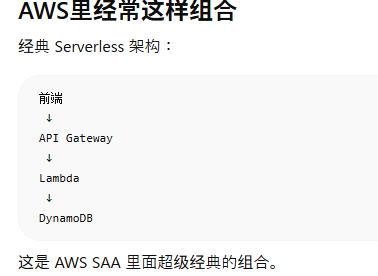 AWS里经常这样组合
经典 Serverless 架构：
前端
↓
API Gateway
↓
Lambda
↓
DynamoDB
这是 AWS SAA 里面超级经典的组合。